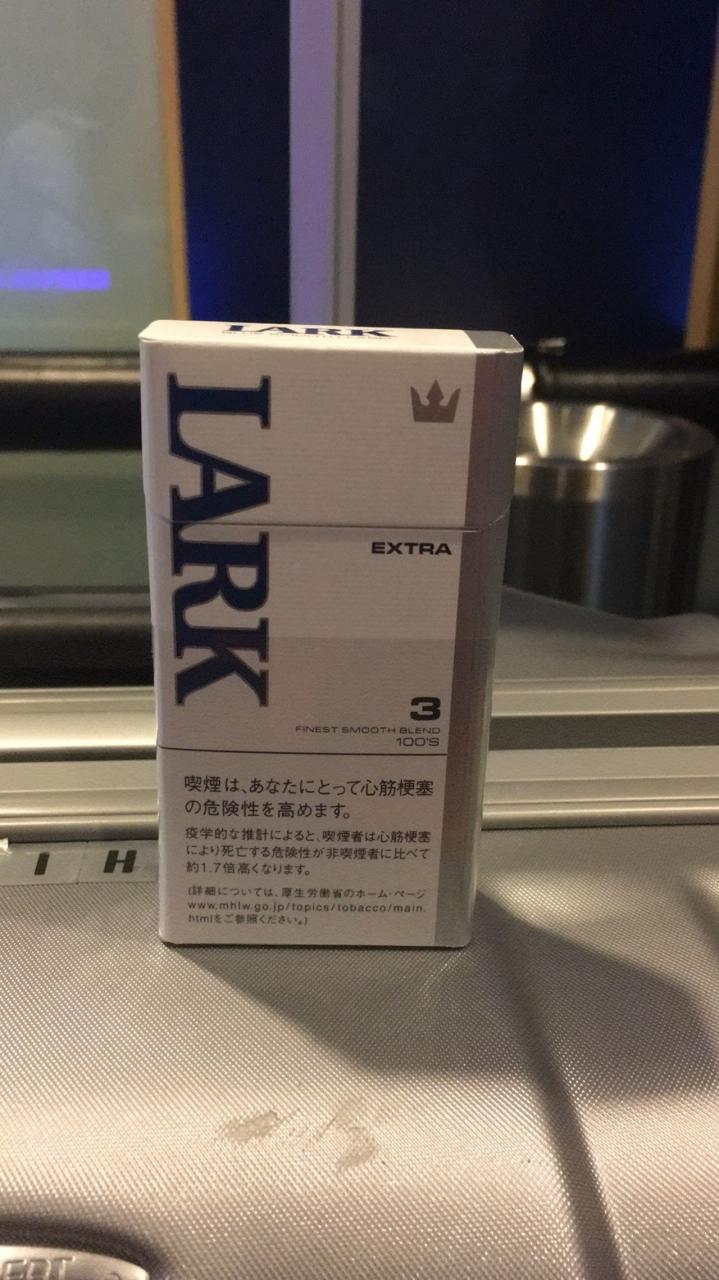 LARK
LARK
EXTRA
3
FINEST SMOOTH BLEND
100'S
喫煙は、あなたにとって心筋梗塞
の危険性を高めます。
疫学的な推計によると、喫煙者は心筋梗塞
により死亡する危険性が非喫煙者に比べて
約1.7倍高くなります。
(詳細については、厚生労働省のホーム・ページ
www.mhlw.go.jp/topics/tobacco/main.
htmlをご参照ください。)
I H